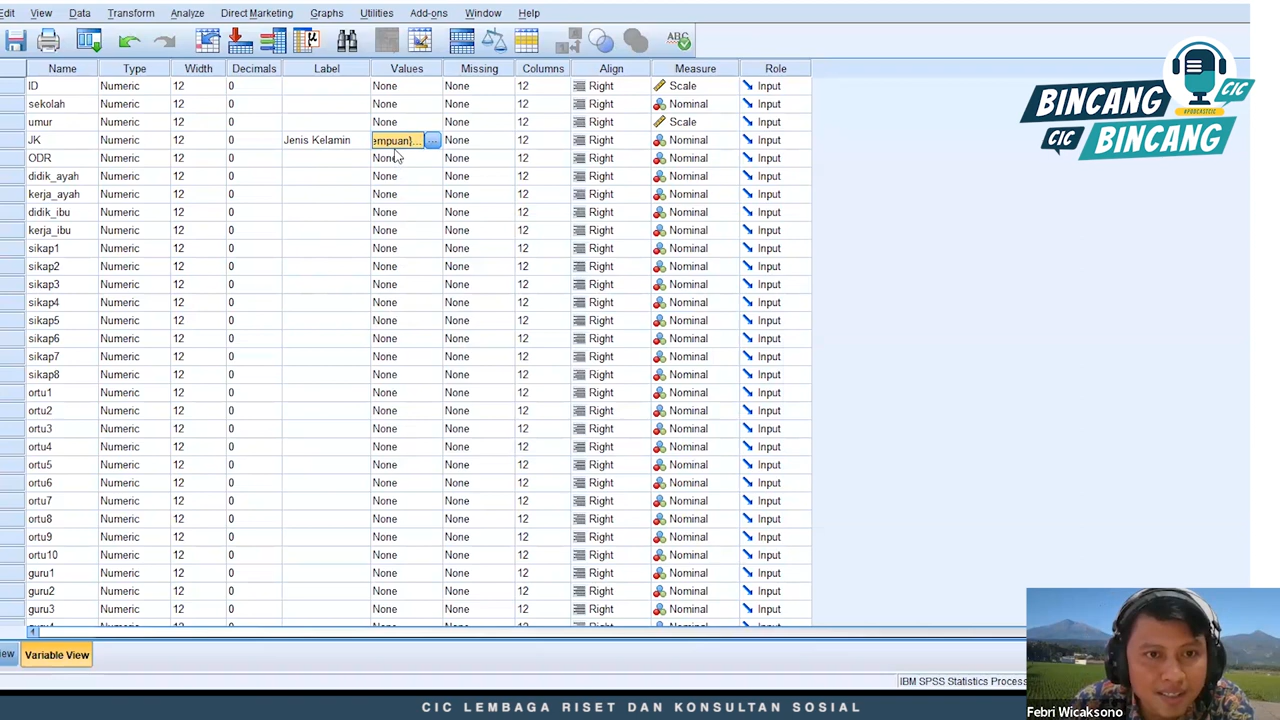 Edit View Data Transform Analyze Direct Marketing Graphs Utilities Add-ons Window Help
Name Type Width Decimals Label Values Missing Columns Align Measure Role
ID Numeric 12 0 None None 12 Right Scale Input
sekolah Numeric 12 0 None None 12 Right Nominal Input
umur Numeric 12 0 None None 12 Right Scale Input
JK Numeric 12 0 Jenis Kelamin empuan}... ... None 12 Right Nominal Input
ODR Numeric 12 0 None None 12 Right Nominal Input
didik_ayah Numeric 12 0 None None 12 Right Nominal Input
kerja_ayah Numeric 12 0 None None 12 Right Nominal Input
didik_ibu Numeric 12 0 None None 12 Right Nominal Input
kerja_ibu Numeric 12 0 None None 12 Right Nominal Input
sikap1 Numeric 12 0 None None 12 Right Nominal Input
sikap2 Numeric 12 0 None None 12 Right Nominal Input
sikap3 Numeric 12 0 None None 12 Right Nominal Input
sikap4 Numeric 12 0 None None 12 Right Nominal Input
sikap5 Numeric 12 0 None None 12 Right Nominal Input
sikap6 Numeric 12 0 None None 12 Right Nominal Input
sikap7 Numeric 12 0 None None 12 Right Nominal Input
sikap8 Numeric 12 0 None None 12 Right Nominal Input
ortu1 Numeric 12 0 None None 12 Right Nominal Input
ortu2 Numeric 12 0 None None 12 Right Nominal Input
ortu3 Numeric 12 0 None None 12 Right Nominal Input
ortu4 Numeric 12 0 None None 12 Right Nominal Input
ortu5 Numeric 12 0 None None 12 Right Nominal Input
ortu6 Numeric 12 0 None None 12 Right Nominal Input
ortu7 Numeric 12 0 None None 12 Right Nominal Input
ortu8 Numeric 12 0 None None 12 Right Nominal Input
ortu9 Numeric 12 0 None None 12 Right Nominal Input
ortu10 Numeric 12 0 None None 12 Right Nominal Input
guru1 Numeric 12 0 None None 12 Right Nominal Input
guru2 Numeric 12 0 None None 12 Right Nominal Input
guru3 Numeric 12 0 None None 12 Right Nominal Input
iew Variable View
IBM SPSS Statistics Process
BINCANG CIC
#PODCASTCIC
CIC BINCANG
Febri Wicaksono
CIC LEMBAGA RISET DAN KONSULTAN SOSIAL